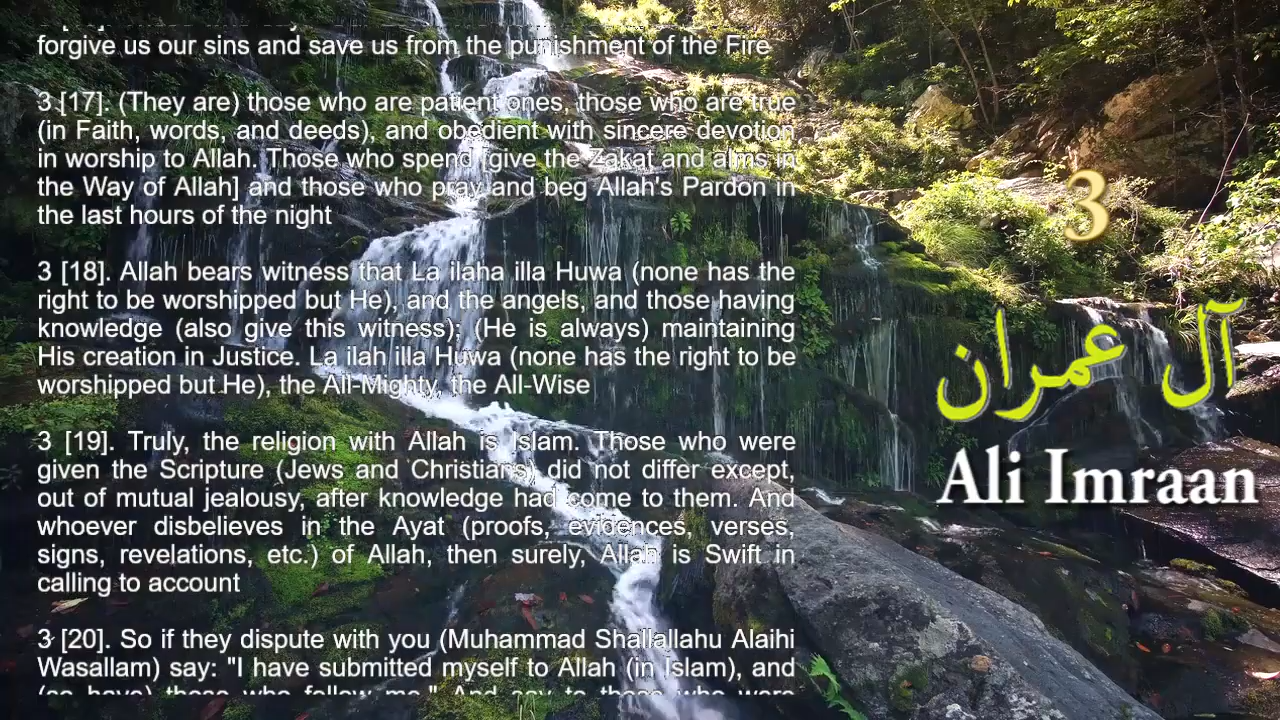 forgive us our sins and save us from the punishment of the Fire
3 [17]. (They are) those who are patient ones, those who are true
(in Faith, words, and deeds), and obedient with sincere devotion
in worship to Allah. Those who spend [give the Zakat and alms in
the Way of Allah] and those who pray and beg Allah's Pardon in
the last hours of the night
3 [18]. Allah bears witness that La ilaha illa Huwa (none has the
right to be worshipped but He), and the angels, and those having
knowledge (also give this witness); (He is always) maintaining
His creation in Justice. La ilah illa Huwa (none has the right to be
worshipped but He), the All-Mighty, the All-Wise
3 [19]. Truly, the religion with Allah is Islam. Those who were
given the Scripture (Jews and Christians) did not differ except,
out of mutual jealousy, after knowledge had come to them. And
whoever disbelieves in the Ayat (proofs, evidences, verses,
signs, revelations, etc.) of Allah, then surely, Allah is Swift in
calling to account
3 [20]. So if they dispute with you (Muhammad Shallallahu Alaihi
Wasallam) say: "I have submitted myself to Allah (in Islam), and
(so have) those who follow me." And say to those who were
3
آل عمران
Ali Imraan